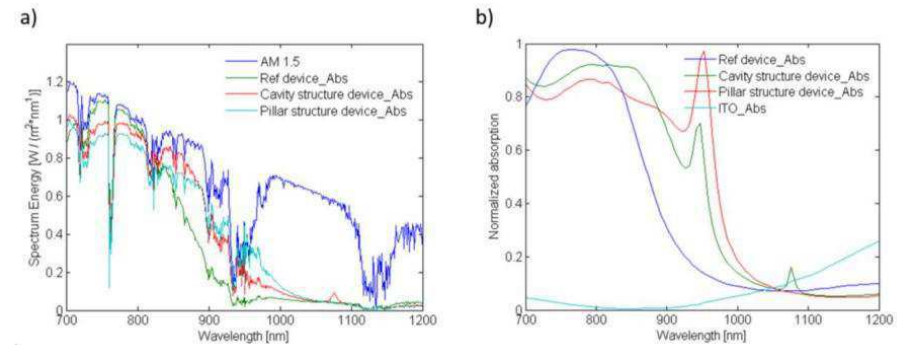 a)
AM 1.5
Ref device_Abs
Cavity structure device_Abs
Pillar structure device_Abs
Spectrum Energy [W / (m²nm¹)]
1.2
1
0.8
0.6
0.4
0.2
0
700 800 900 1000 1100 1200
Wavelength [nm]
b)
Ref device_Abs
Cavity structure device_Abs
Pillar structure device_Abs
ITO_Abs
Normalized absorption
1
0.8
0.6
0.4
0.2
0
700 800 900 1000 1100 1200
Wavelength [nm]